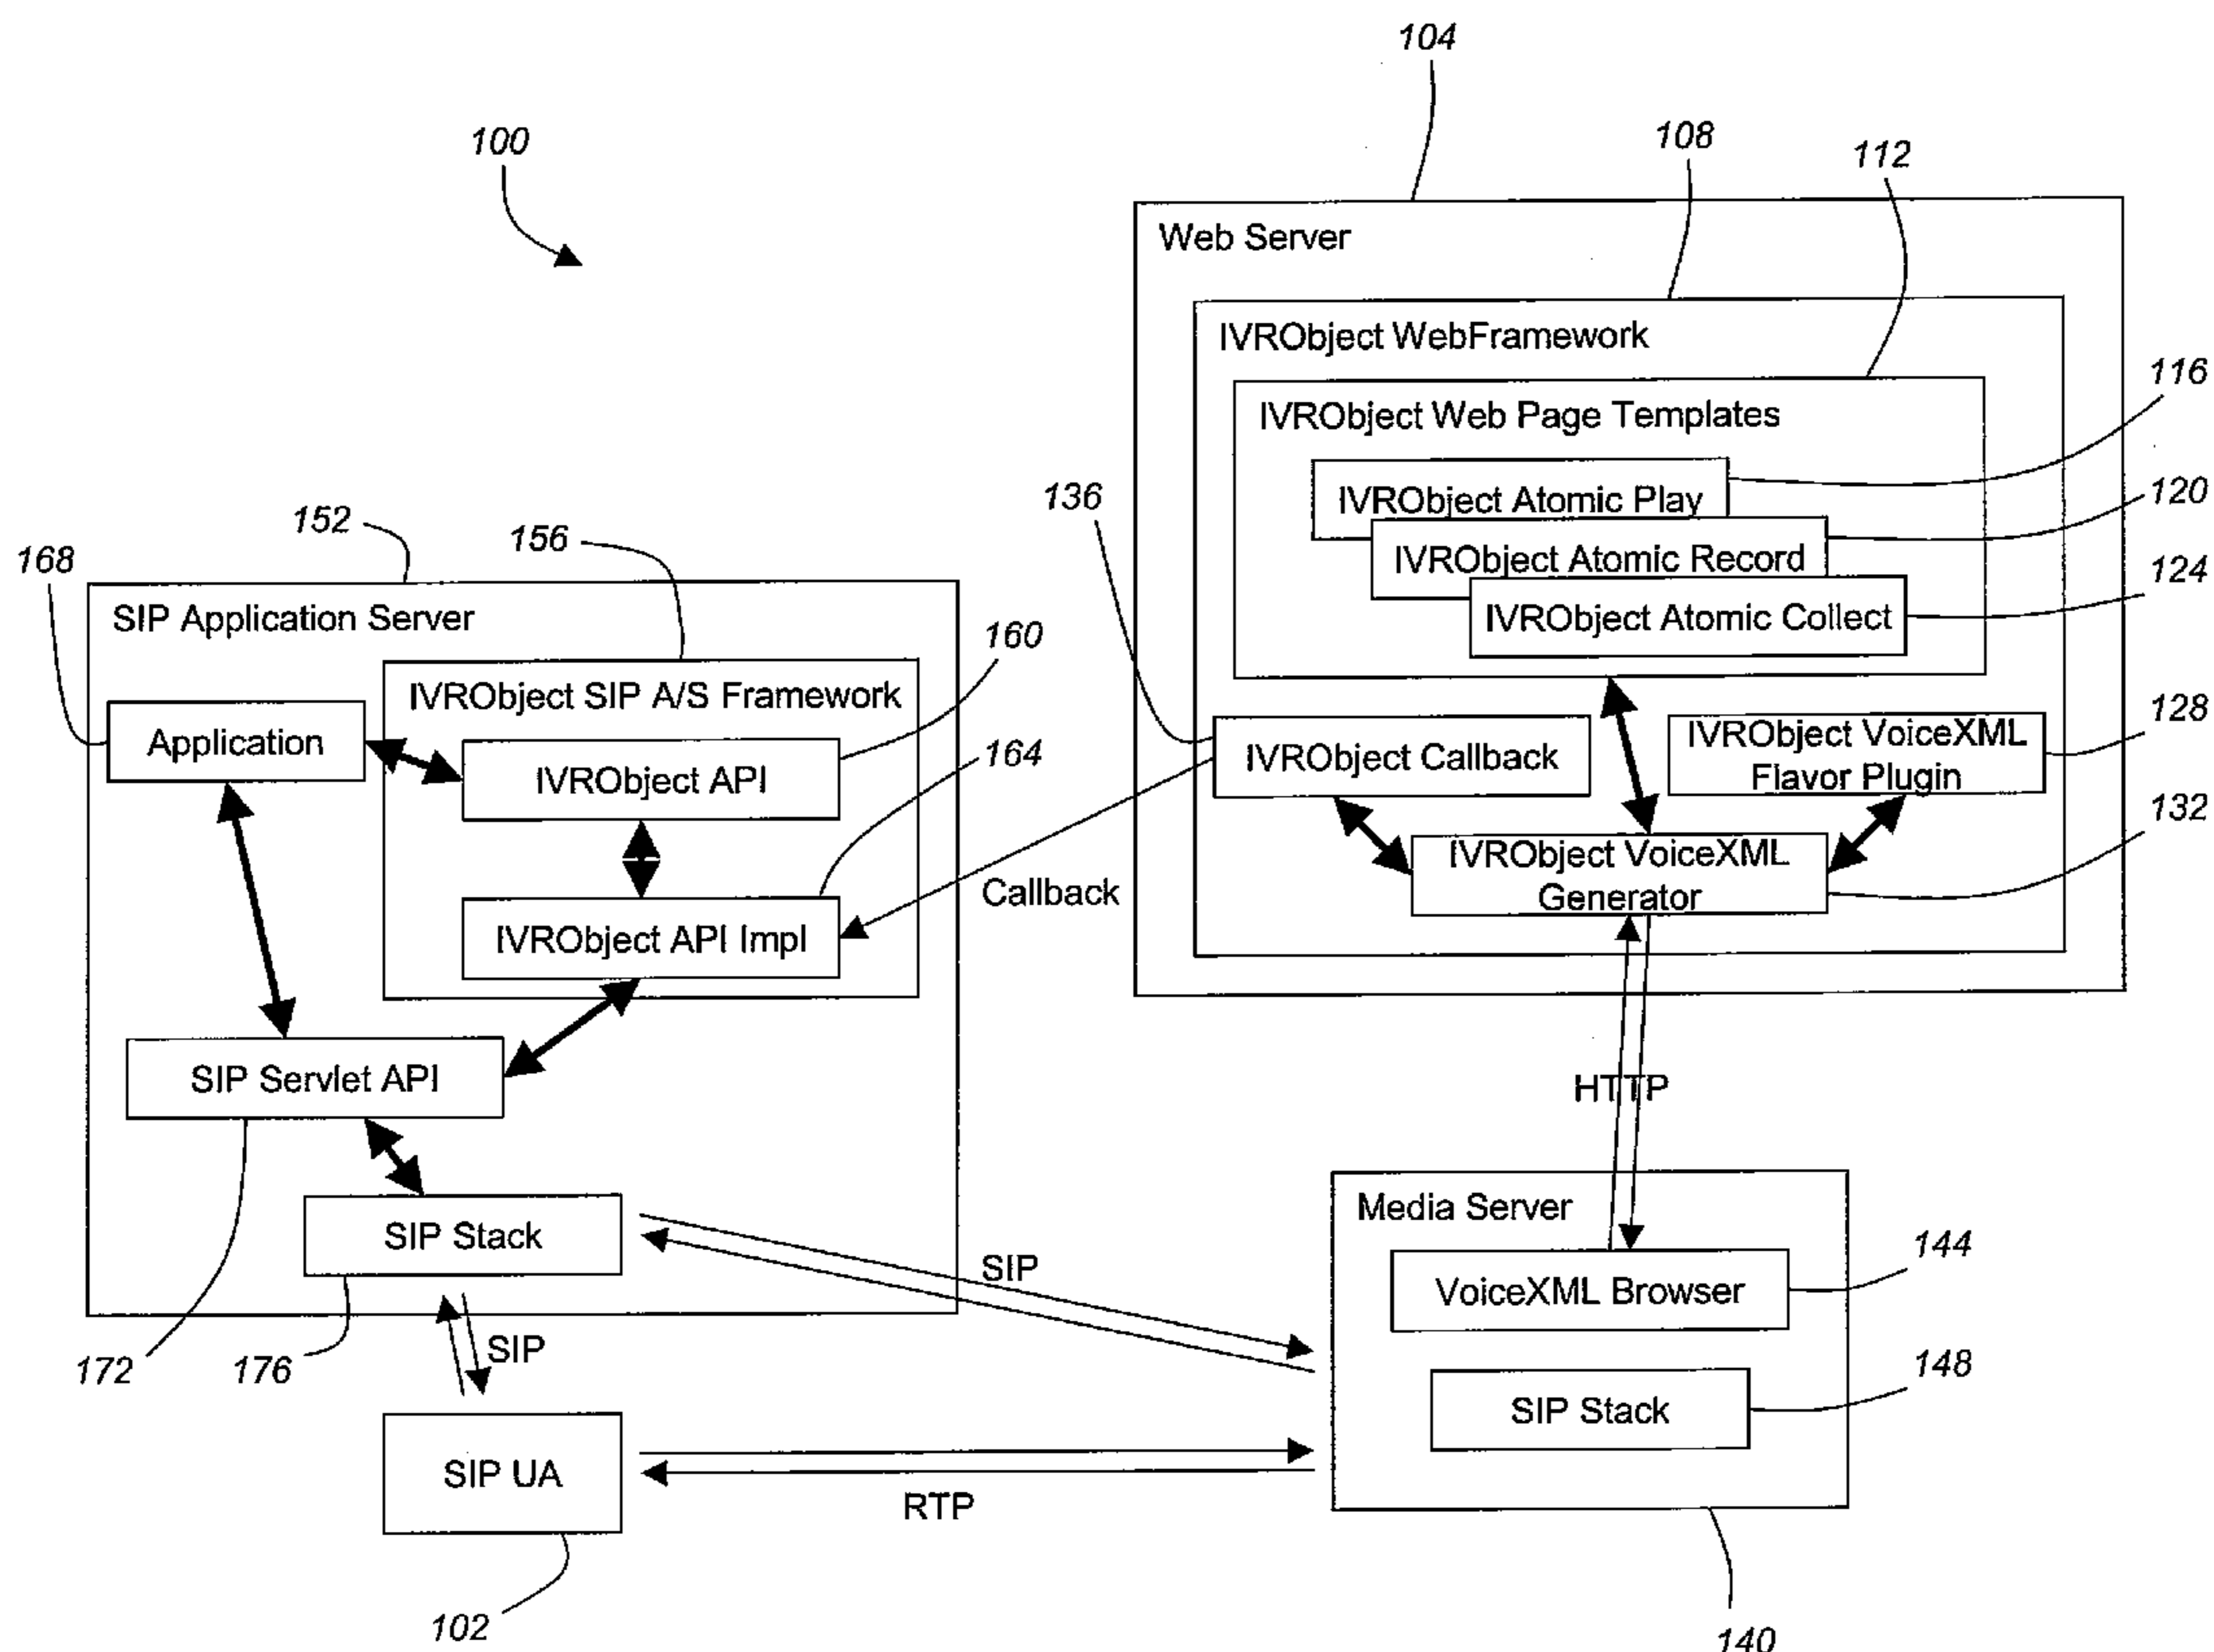 104
100
108
112
Web Server
IVRObject WebFramework
116
IVRObject Web Page Templates
IVRObject Atomic Play
120
136
152
156
168
IVRObject Atomic Record
124
IVRObject Atomic Collect
SIP Application Server
160
IVRObject SIP A/S Framework
128
Application
164
IVRObject Callback
IVRObject VoiceXML
Flavor Plugin
IVRObject API
132
IVRObject VoiceXML
Generator
Callback
IVRObject API Impl
SIP Servlet API
HTTP
Media Server
SIP Stack
144
SIP
VoiceXML Browser
172
176
SIP
148
SIP Stack
SIP UA
RTP
102
140